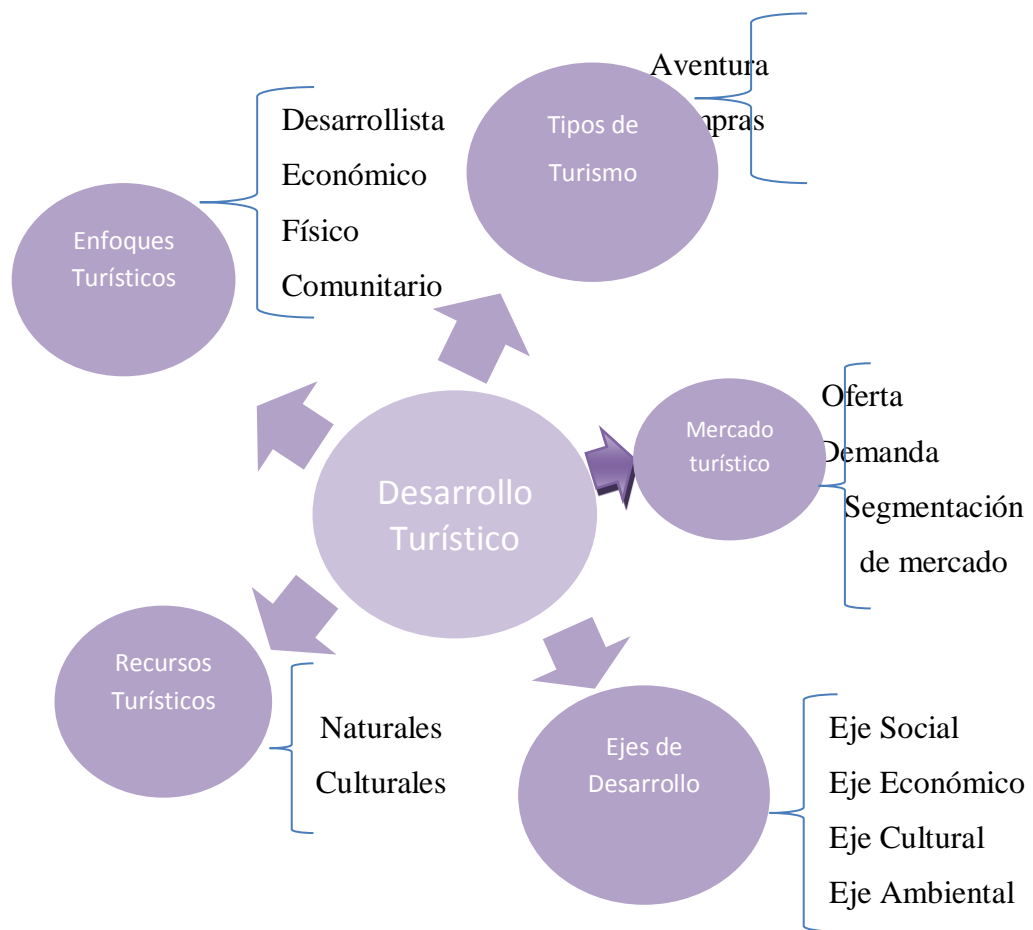 Aventura
Tipos de
Turismo
Desarrollista
Económico
Físico
Comunitario
Enfoques
Turísticos
Oferta
Demanda
Segmentación
de mercado
Mercado
turístico
Desarrollo
Turístico
Recursos
Turísticos
Naturales
Culturales
Ejes de
Desarrollo
Eje Social
Eje Económico
Eje Cultural
Eje Ambiental